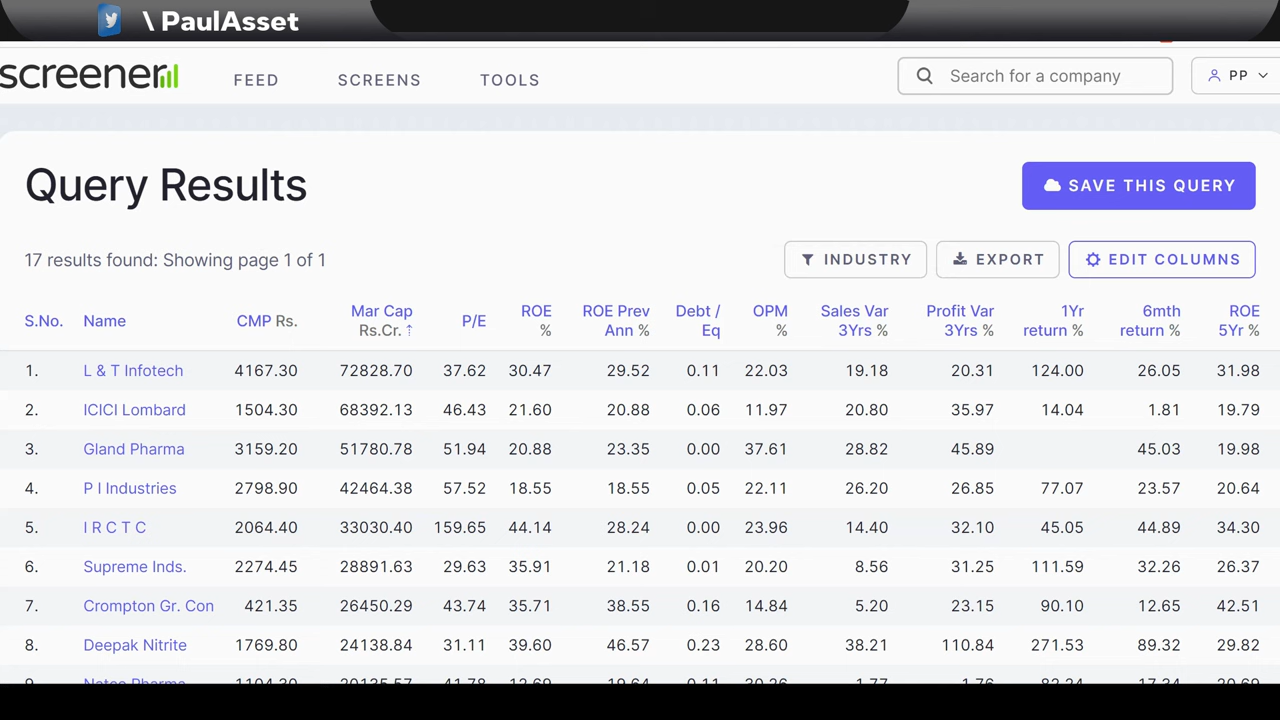 \ PaulAsset
screener FEED SCREENS TOOLS Search for a company PP
Query Results SAVE THIS QUERY
17 results found: Showing page 1 of 1 INDUSTRY EXPORT EDIT COLUMNS
S.No. Name CMP Rs. Mar Cap Rs.Cr. P/E ROE % ROE Prev Ann % Debt / Eq OPM % Sales Var 3Yrs % Profit Var 3Yrs % 1Yr return % 6mth return % ROE 5Yr %
1. L & T Infotech 4167.30 72828.70 37.62 30.47 29.52 0.11 22.03 19.18 20.31 124.00 26.05 31.98
2. ICICI Lombard 1504.30 68392.13 46.43 21.60 20.88 0.06 11.97 20.80 35.97 14.04 1.81 19.79
3. Gland Pharma 3159.20 51780.78 51.94 20.88 23.35 0.00 37.61 28.82 45.89 45.03 19.98
4. P I Industries 2798.90 42464.38 57.52 18.55 18.55 0.05 22.11 26.20 26.85 77.07 23.57 20.64
5. I R C T C 2064.40 33030.40 159.65 44.14 28.24 0.00 23.96 14.40 32.10 45.05 44.89 34.30
6. Supreme Inds. 2274.45 28891.63 29.63 35.91 21.18 0.01 20.20 8.56 31.25 111.59 32.26 26.37
7. Crompton Gr. Con 421.35 26450.29 43.74 35.71 38.55 0.16 14.84 5.20 23.15 90.10 12.65 42.51
8. Deepak Nitrite 1769.80 24138.84 31.11 39.60 46.57 0.23 28.60 38.21 110.84 271.53 89.32 29.82